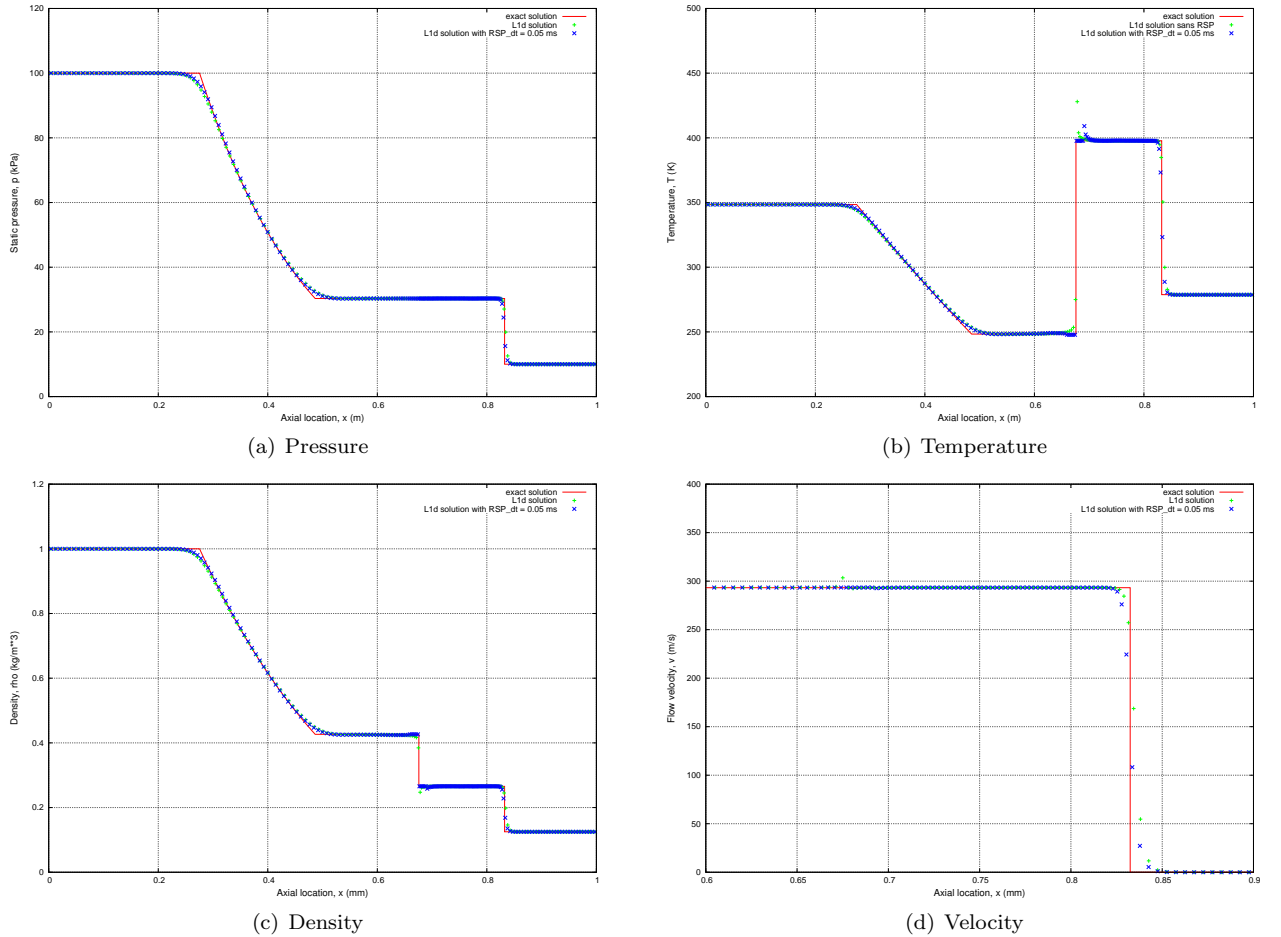 exact solution
L1d solution
L1d solution with RSP_dt = 0.05 ms
120
100
80
60
40
20
0
Static pressure, p (kPa)
0 0.2 0.4 0.6 0.8 1
Axial location, x (m)
(a) Pressure
exact solution
L1d solution sans RSP
L1d solution with RSP_dt = 0.05 ms
500
450
400
350
300
250
200
Temperature, T (K)
0 0.2 0.4 0.6 0.8 1
Axial location, x (m)
(b) Temperature
exact solution
L1d solution
L1d solution with RSP_dt = 0.05 ms
1.2
1
0.8
0.6
0.4
0.2
0
Density, rho (kg/m**3)
0 0.2 0.4 0.6 0.8 1
Axial location, x (mm)
(c) Density
exact solution
L1d solution
L1d solution with RSP_dt = 0.05 ms
400
350
300
250
200
150
100
50
0
Flow velocity, v (m/s)
0.6 0.65 0.7 0.75 0.8 0.85 0.9
Axial location, x (mm)
(d) Velocity